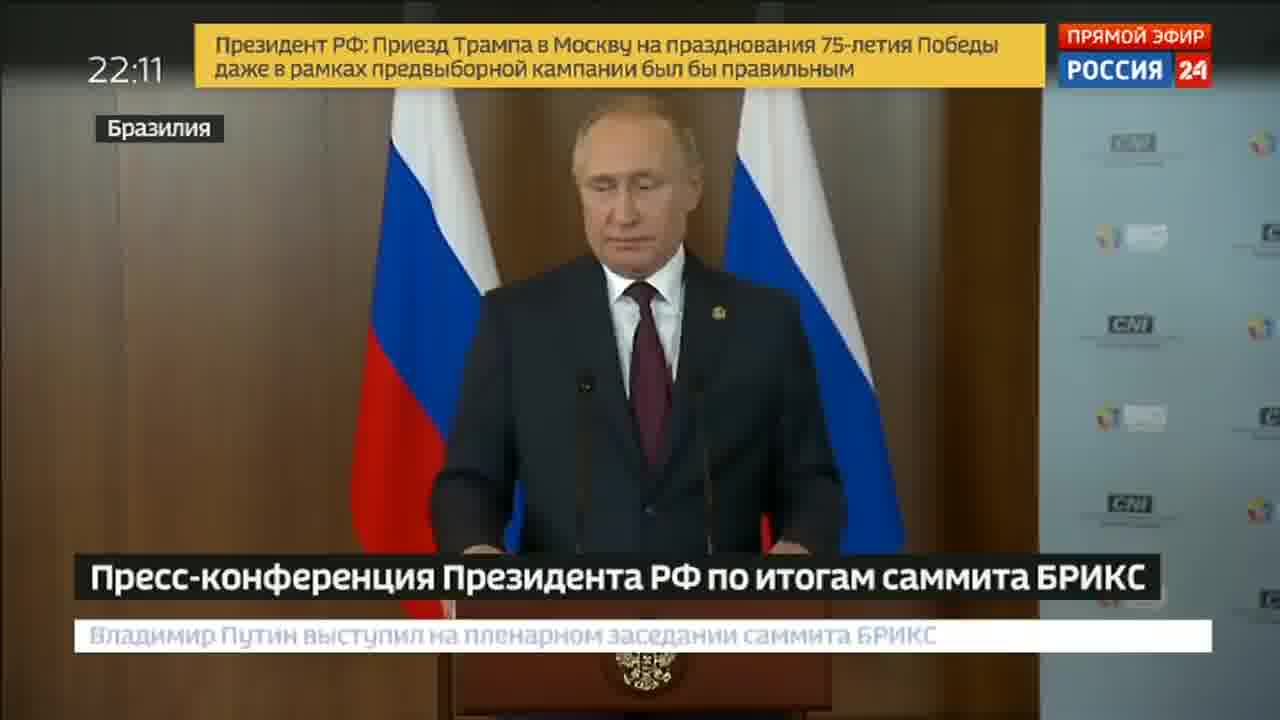 22:11
Президент РФ: Приезд Трампа в Москву на празднования 75-летия Победы
даже в рамках предвыборной кампании был бы правильным
ПРЯМОЙ ЭФИР
РОССИЯ 24
Бразилия
CNI
CNI
CNI
Пресс-конференция Президента РФ по итогам саммита БРИКС
Владимир Путин выступил на пленарном заседании саммита БРИКС